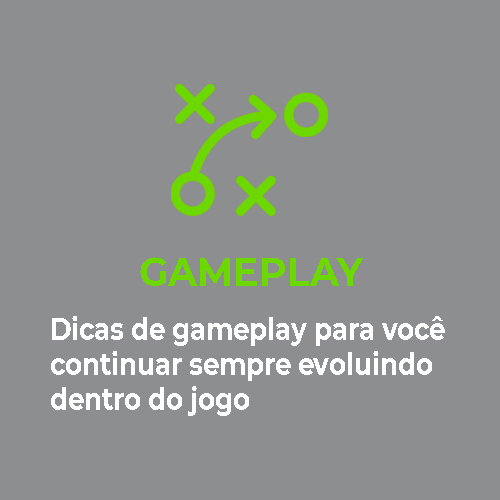 GAMEPLAY
Dicas de gameplay para você
continuar sempre evoluindo
dentro do jogo